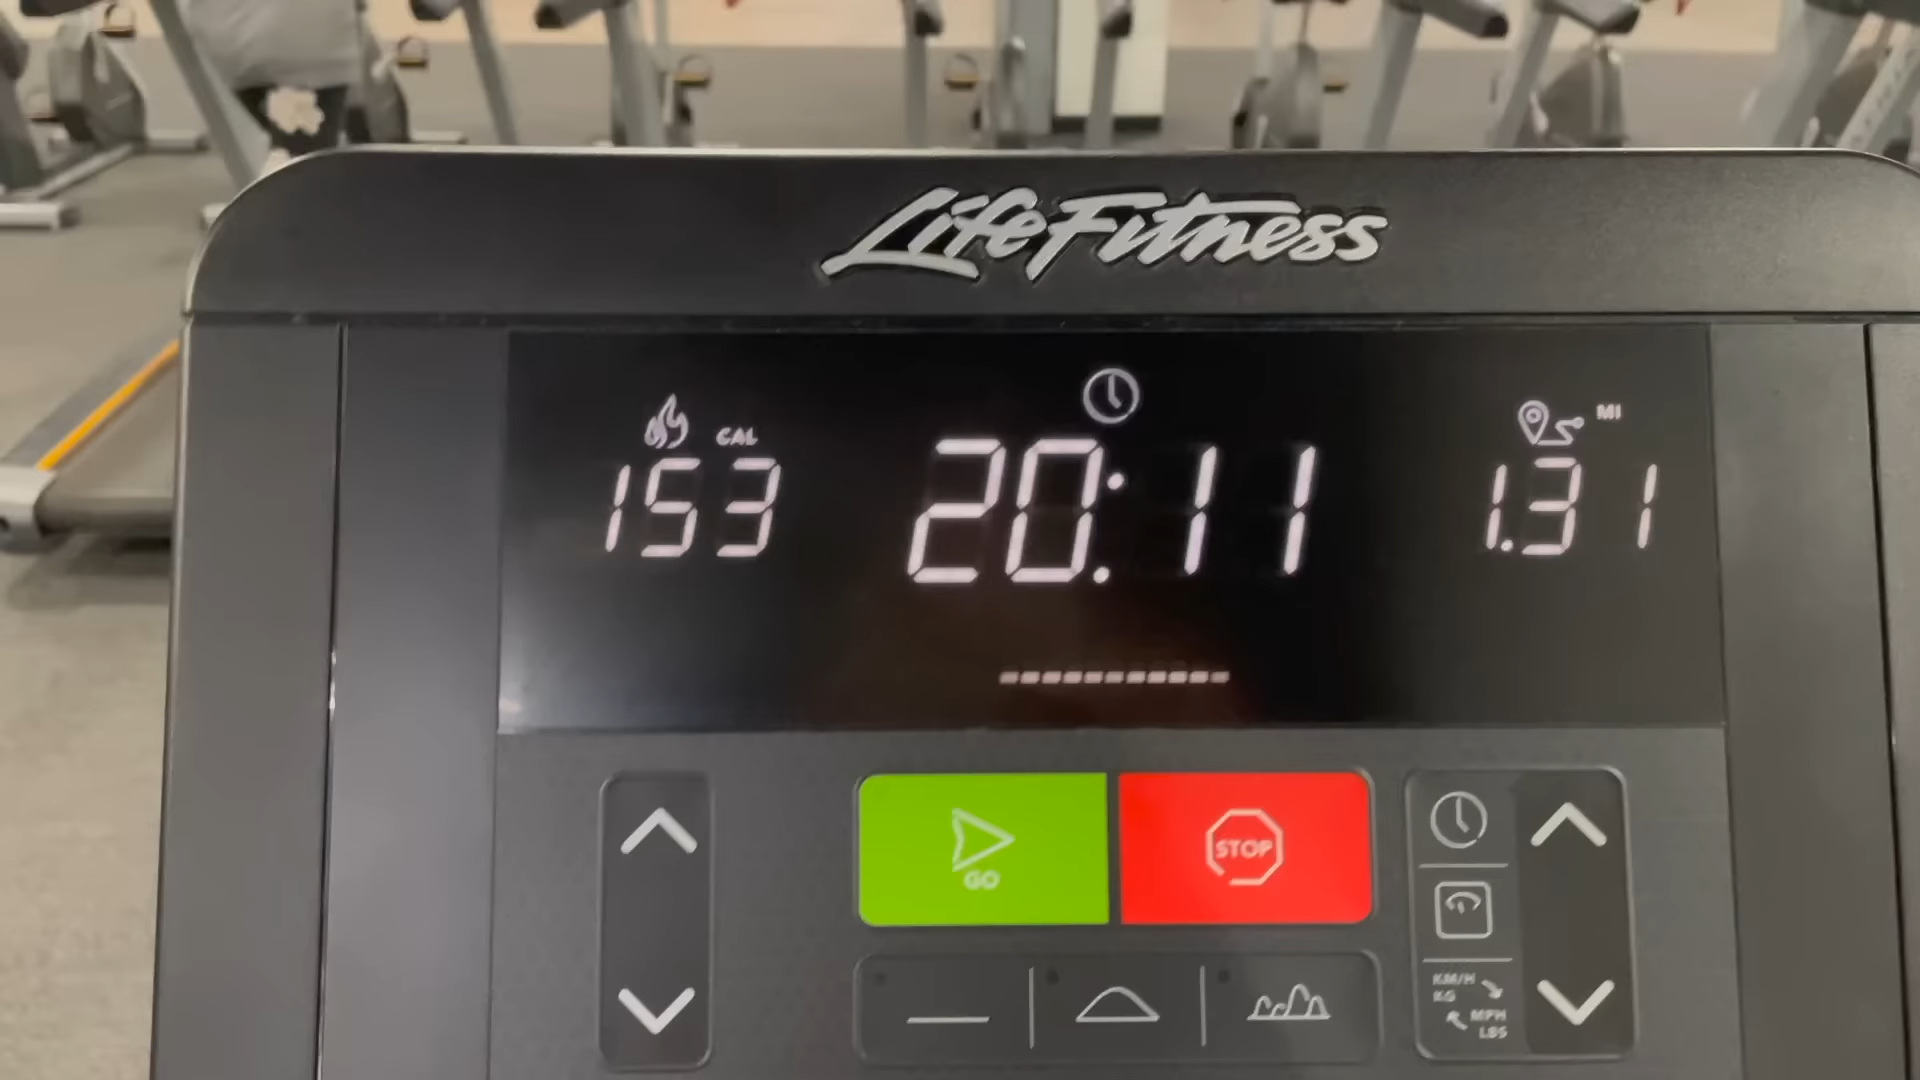 LifeFitness
CAL
MI
153
20:11
1.31
GO
STOP
KM/H
KG
MPH
LBS